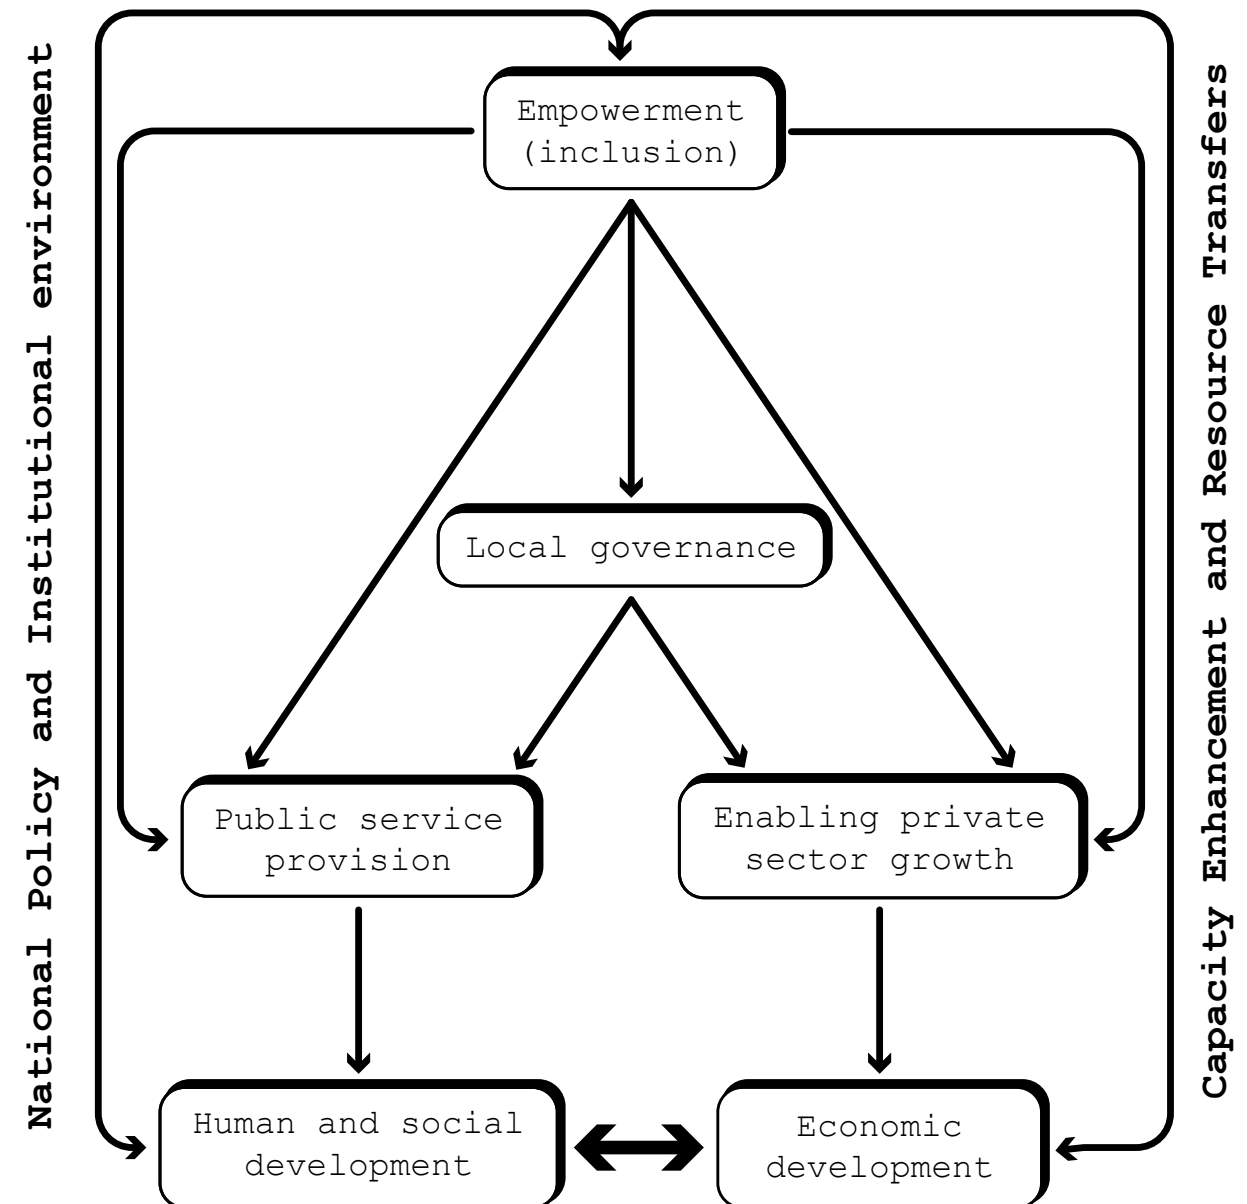 National Policy and Institutional environment
Empowerment
(inclusion)
Local governance
Public service
provision
Enabling private
sector growth
Human and social
development
Economic
development
Capacity Enhancement and Resource Transfers